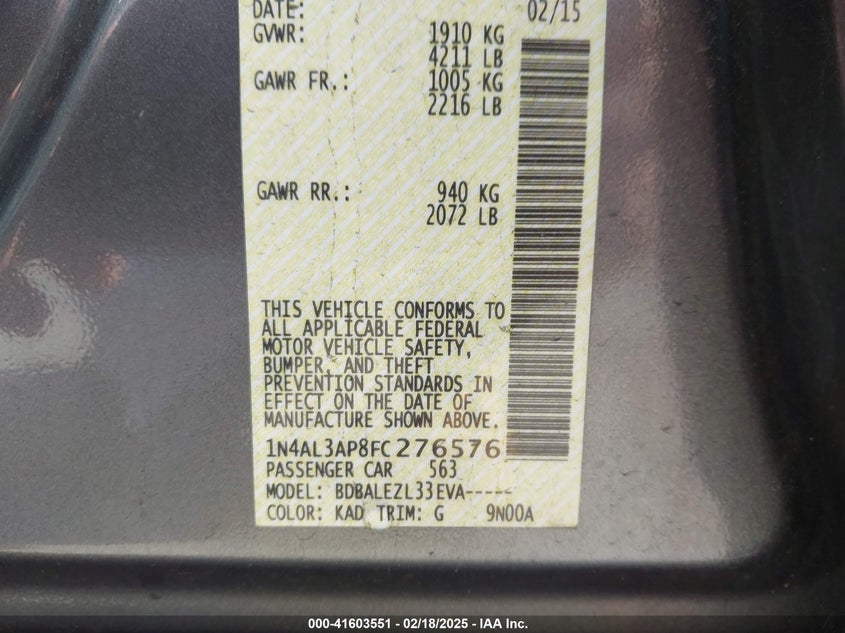 DATE: 02/15
GVWR: 1910 KG
4211 LB
GAWR FR.: 1005 KG
2216 LB
GAWR RR.: 940 KG
2072 LB
THIS VEHICLE CONFORMS TO
ALL APPLICABLE FEDERAL
MOTOR VEHICLE SAFETY,
BUMPER, AND THEFT
PREVENTION STANDARDS IN
EFFECT ON THE DATE OF
MANUFACTURE SHOWN ABOVE.
1N4AL3AP8FC276576
PASSENGER CAR 563
MODEL: BDBALEZL33EVA-----
COLOR: KAD TRIM: G 9N00A
000-41603551 - 02/18/2025 - IAA Inc.